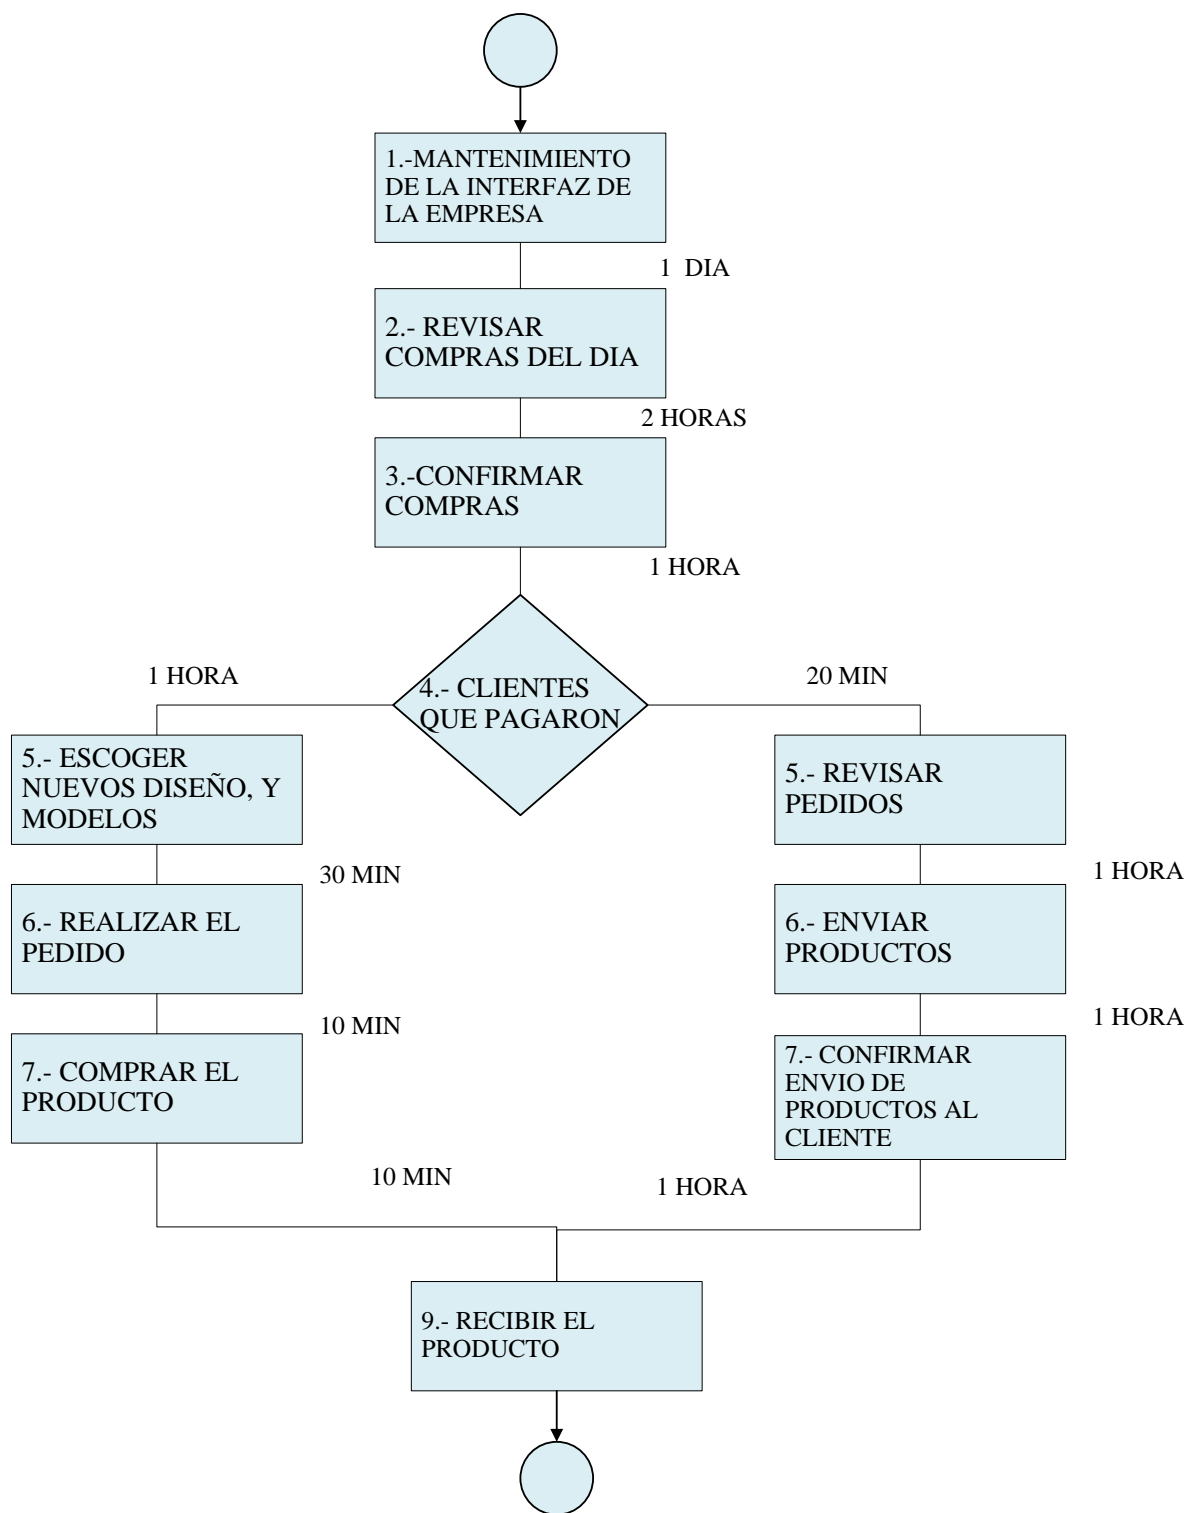 1.-MANTENIMIENTO
DE LA INTERFAZ DE
LA EMPRESA
1 DIA
2.- REVISAR
COMPRAS DEL DIA
2 HORAS
3.-CONFIRMAR
COMPRAS
1 HORA
4.- CLIENTES
QUE PAGARON
1 HORA
20 MIN
5.- ESCOGER
NUEVOS DISEÑO, Y
MODELOS
30 MIN
6.- REALIZAR EL
PEDIDO
10 MIN
7.- COMPRAR EL
PRODUCTO
10 MIN
5.- REVISAR
PEDIDOS
1 HORA
6.- ENVIAR
PRODUCTOS
1 HORA
7.- CONFIRMAR
ENVIO DE
PRODUCTOS AL
CLIENTE
1 HORA
9.- RECIBIR EL
PRODUCTO